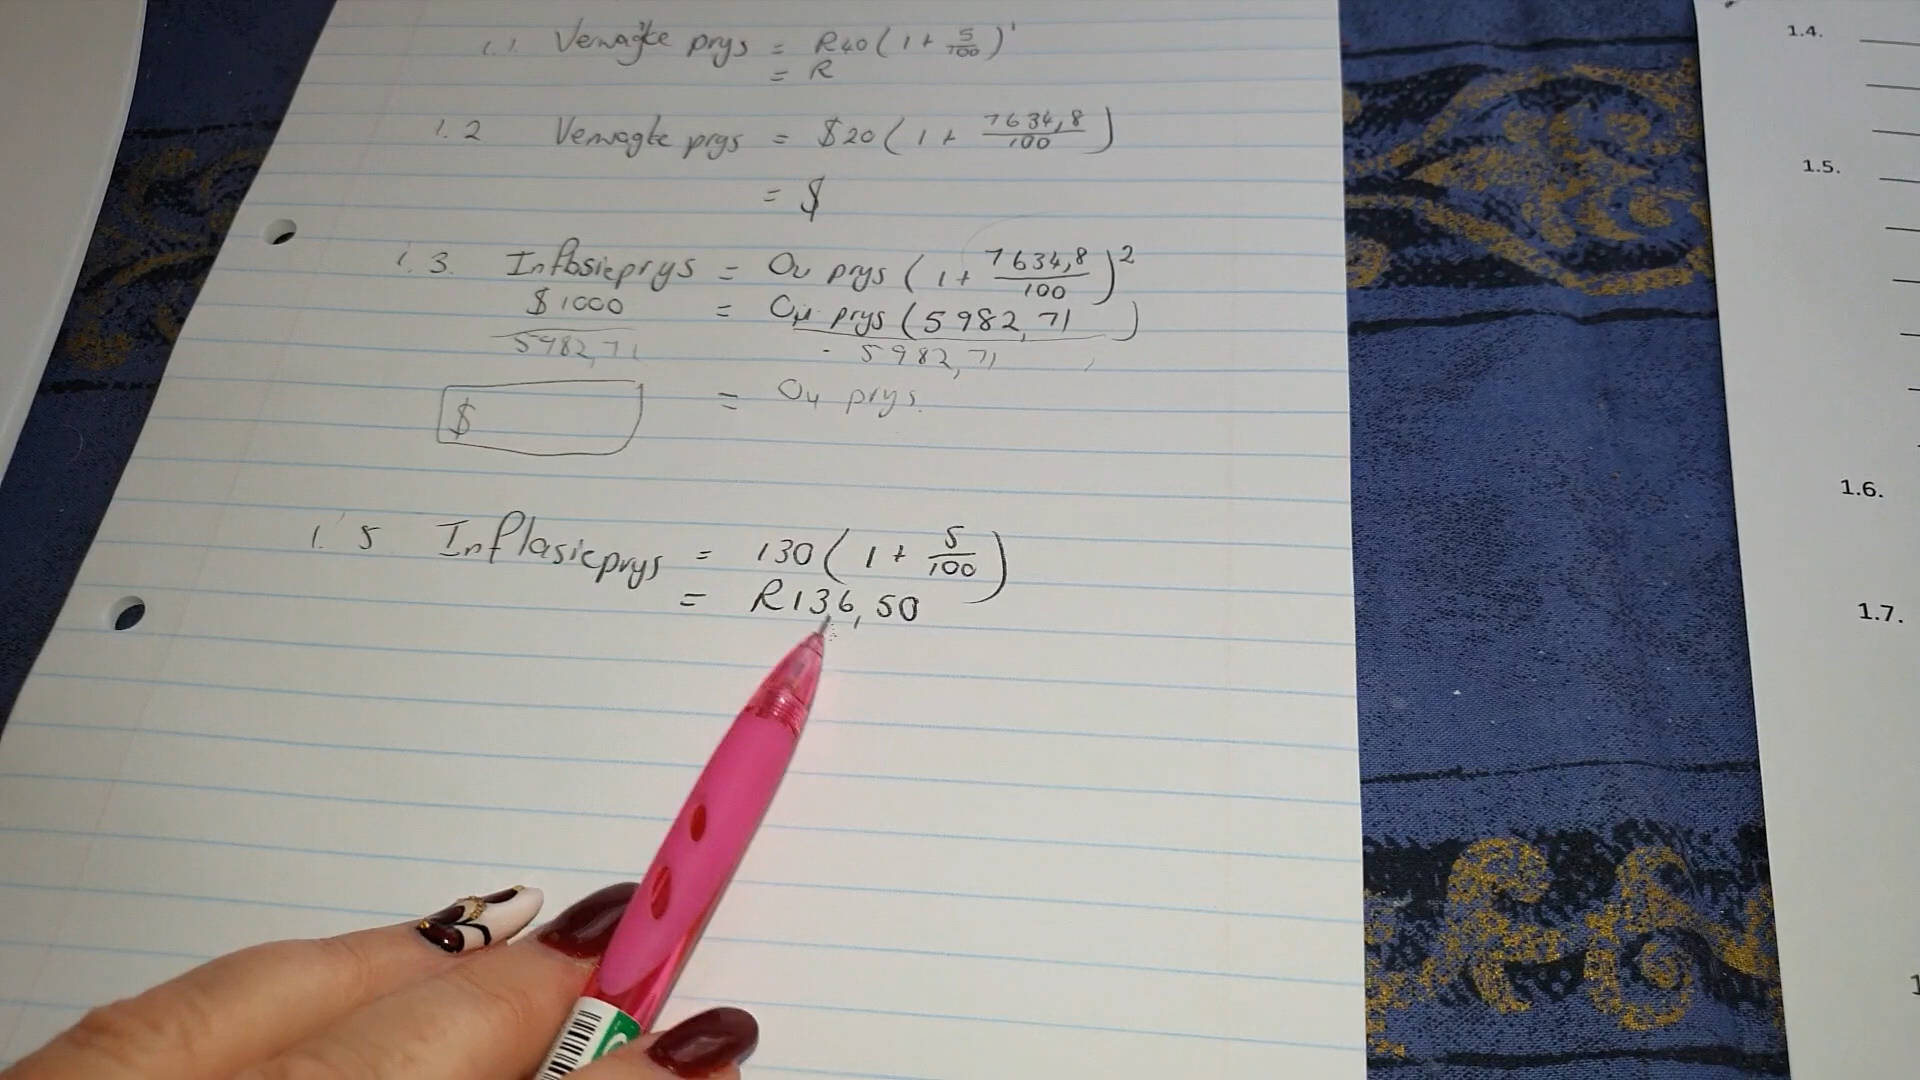 1.1 Verwagte prys = R40 ( 1 + 5/100 )¹
= R
1.2 Verwagte prys = $20 ( 1 + 7634,8/100 )
= $
1.3. Inflasieprys = Ou prys ( 1 + 7634,8/100 )²
$1000 = Ou prys ( 5982,71 )
5982,71 5982,71
$ = Ou prys.
1.5 Inflasieprys = 130 ( 1 + 5/100 )
= R136,50
1.4.
1.5.
1.6.
1.7.